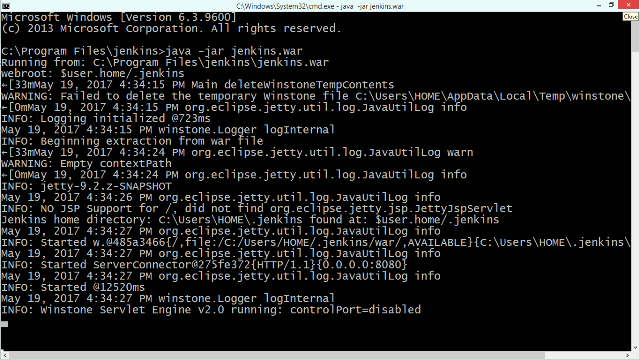 C:\Windows\System32\cmd.exe - java -jar jenkins.war
Close
Microsoft Windows [Version 6.3.9600]
(c) 2013 Microsoft Corporation. All rights reserved.
C:\Program Files\jenkins>java -jar jenkins.war
Running from: C:\Program Files\jenkins\jenkins.war
webroot: $user.home/.jenkins
←[33mMay 19, 2017 4:34:15 PM Main deleteWinstoneTempContents
WARNING: Failed to delete the temporary Winstone file C:\Users\HOME\AppData\Local\Temp\winstone\
←[0mMay 19, 2017 4:34:15 PM org.eclipse.jetty.util.log.JavaUtilLog info
INFO: Logging initialized @723ms
May 19, 2017 4:34:15 PM winstone.Logger logInternal
INFO: Beginning extraction from war file
←[33mMay 19, 2017 4:34:24 PM org.eclipse.jetty.util.log.JavaUtilLog warn
WARNING: Empty contextPath
←[0mMay 19, 2017 4:34:24 PM org.eclipse.jetty.util.log.JavaUtilLog info
INFO: jetty-9.2.z-SNAPSHOT
May 19, 2017 4:34:26 PM org.eclipse.jetty.util.log.JavaUtilLog info
INFO: NO JSP Support for /, did not find org.eclipse.jetty.jsp.JettyJspServlet
Jenkins home directory: C:\Users\HOME\.jenkins found at: $user.home/.jenkins
May 19, 2017 4:34:27 PM org.eclipse.jetty.util.log.JavaUtilLog info
INFO: Started w.@485a3466{/,file:/C:/Users/HOME/.jenkins/war/,AVAILABLE}{C:\Users\HOME\.jenkins\
May 19, 2017 4:34:27 PM org.eclipse.jetty.util.log.JavaUtilLog info
INFO: Started ServerConnector@275fe372{HTTP/1.1}{0.0.0.0:8080}
May 19, 2017 4:34:27 PM org.eclipse.jetty.util.log.JavaUtilLog info
INFO: Started @12520ms
May 19, 2017 4:34:27 PM winstone.Logger logInternal
INFO: Winstone Servlet Engine v2.0 running: controlPort=disabled